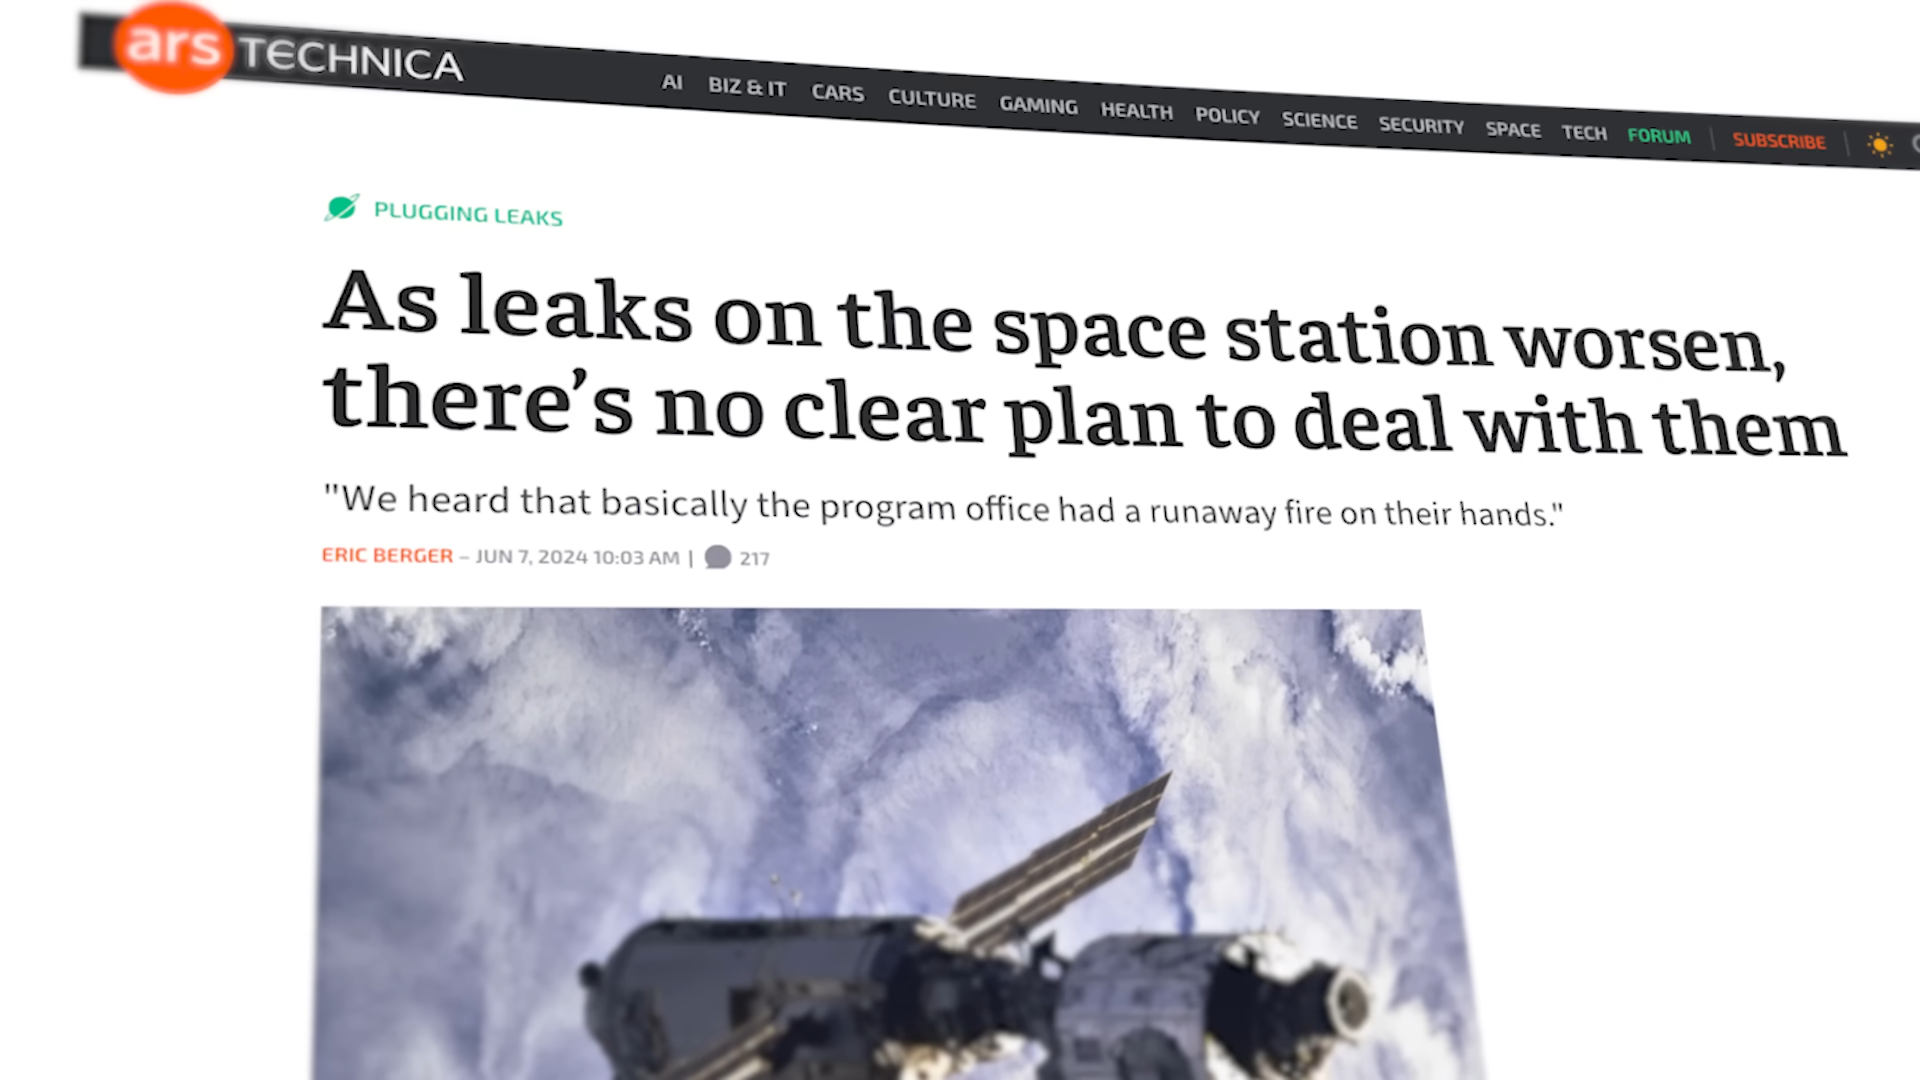 ars TECHNICA
AI BIZ & IT CARS CULTURE GAMING HEALTH POLICY SCIENCE SECURITY SPACE TECH FORUM | SUBSCRIBE |
PLUGGING LEAKS
As leaks on the space station worsen,
there’s no clear plan to deal with them
"We heard that basically the program office had a runaway fire on their hands."
ERIC BERGER – JUN 7, 2024 10:03 AM | 217